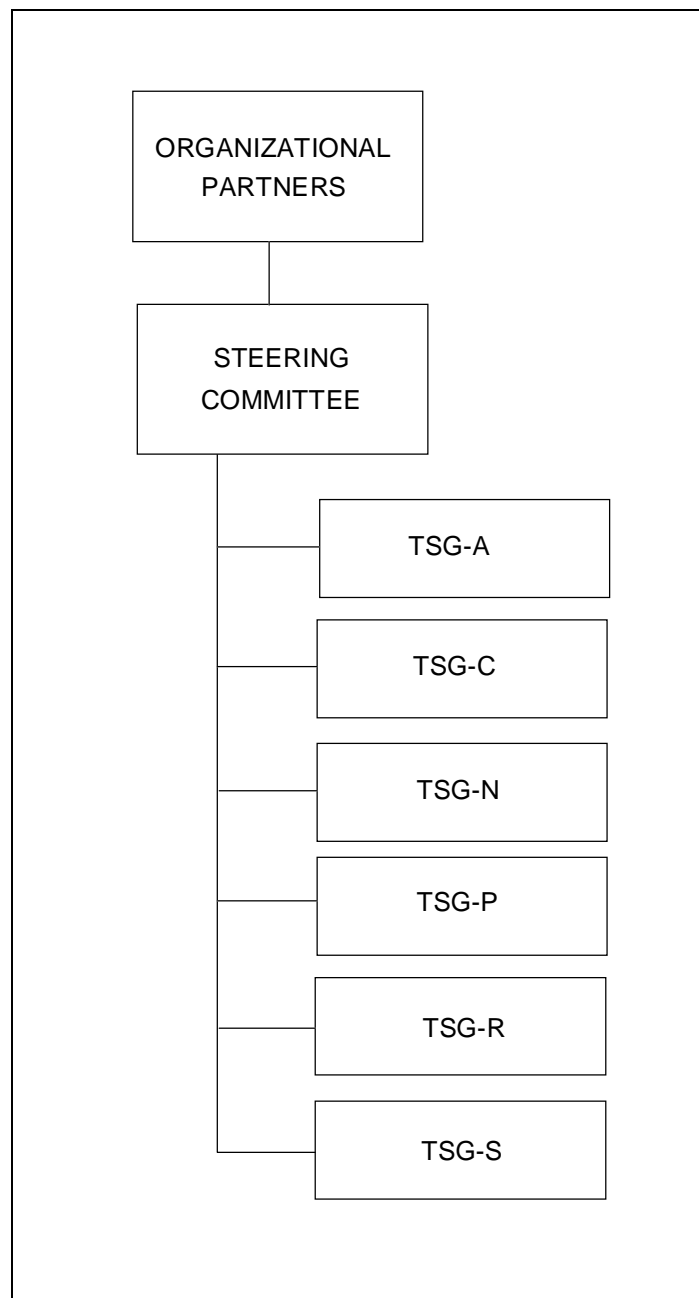 ORGANIZATIONAL
PARTNERS
STEERING
COMMITTEE
TSG-A
TSG-C
TSG-N
TSG-P
TSG-R
TSG-S